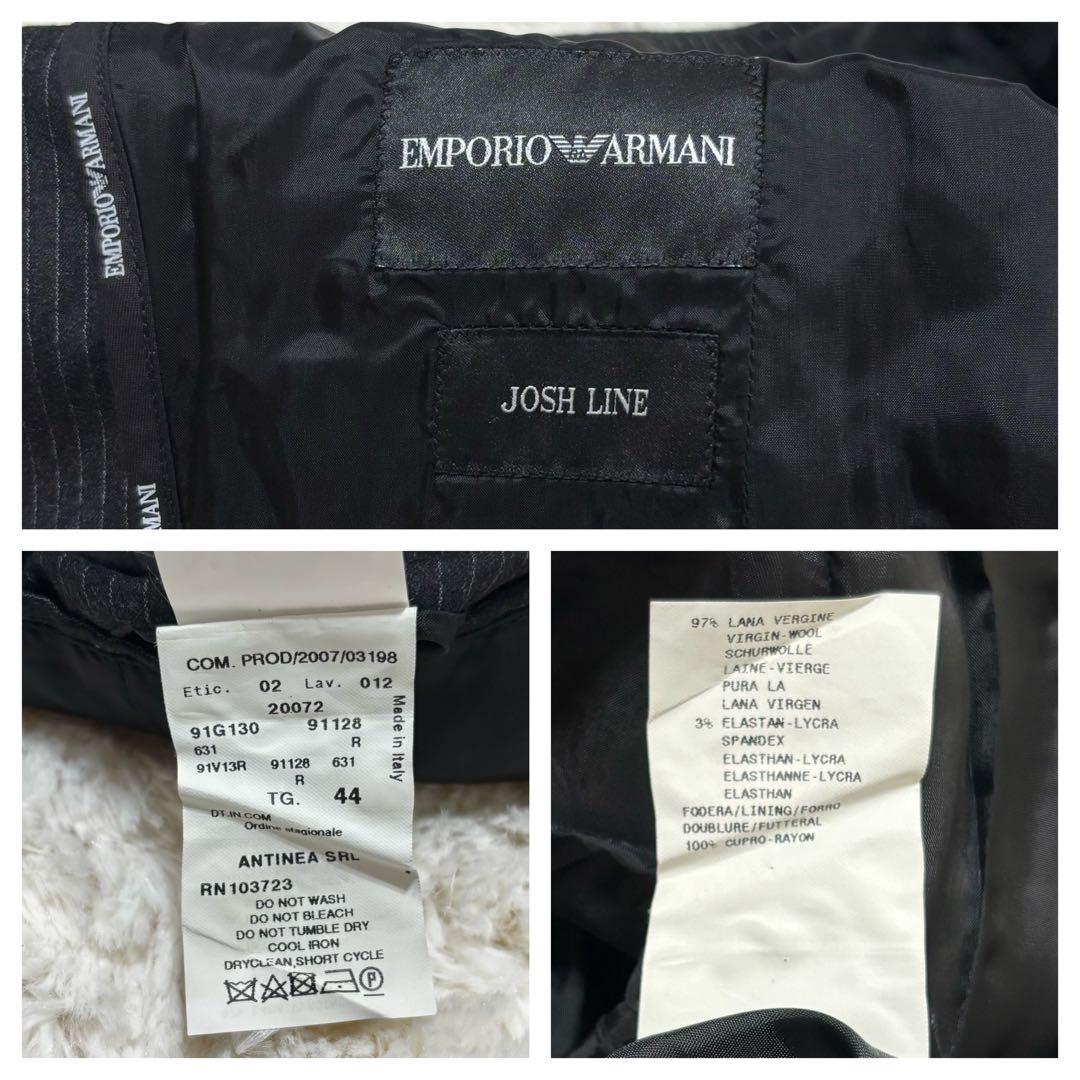 EMPORIO ARMANI
MANI
EMPORIO ARMANI
JOSH LINE
COM. PROD/2007/03198
Etic. 02 Lav. 012
20072
91G130 91128
631 R
91V13R 91128 631
R
TG. 44
Made in Italy
DT.IN.COM
Ordine stagionale
ANTINEA SRL
RN103723
DO NOT WASH
DO NOT BLEACH
DO NOT TUMBLE DRY
COOL IRON
DRYCLEAN,SHORT CYCLE
P
97% LANA VERGINE
VIRGIN-WOOL
SCHURWOLLE
LAINE-VIERGE
PURA LA
LANA VIRGEN
3% ELASTAN-LYCRA
SPANDEX
ELASTHAN-LYCRA
ELASTHANNE-LYCRA
ELASTHAN
FODERA/LINING/FORRO
DOUBLURE/FUTTERAL
100% CUPRO-RAYON